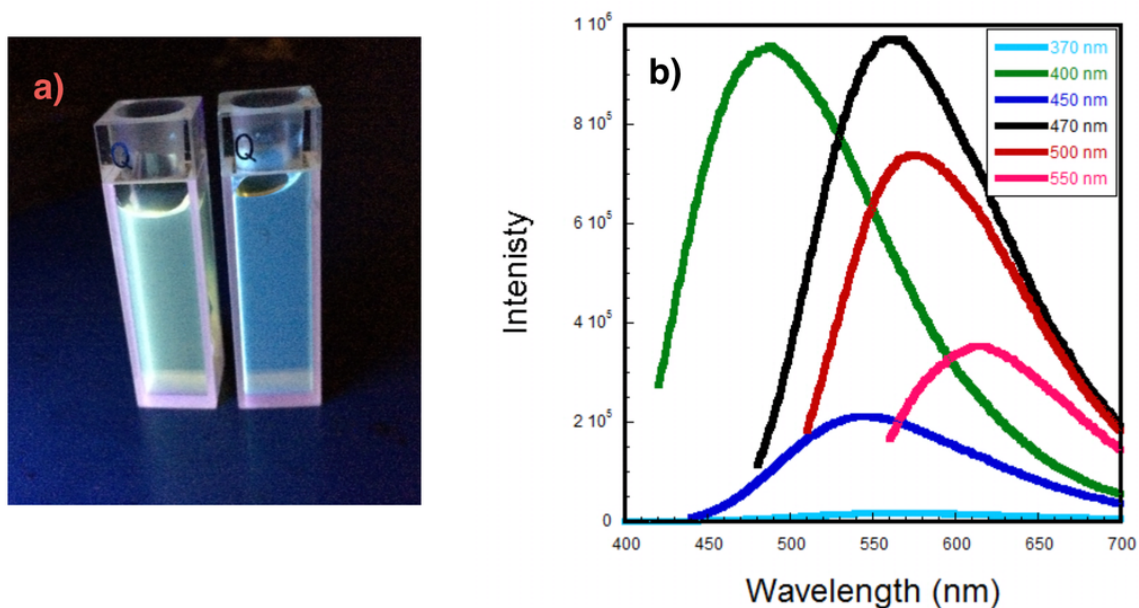 a)
Q
Q
b)
1 10⁶
8 10⁵
6 10⁵
4 10⁵
2 10⁵
0
Intenisty
370 nm
400 nm
450 nm
470 nm
500 nm
550 nm
400 450 500 550 600 650 700
Wavelength (nm)